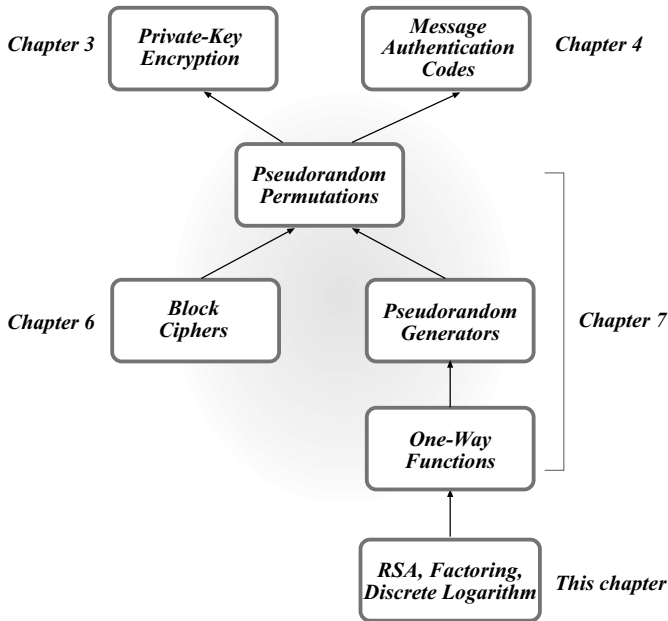 Chapter 3
Private-Key
Encryption
Message
Authentication
Codes
Chapter 4
Pseudorandom
Permutations
Chapter 6
Block
Ciphers
Pseudorandom
Generators
Chapter 7
One-Way
Functions
RSA, Factoring,
Discrete Logarithm
This chapter